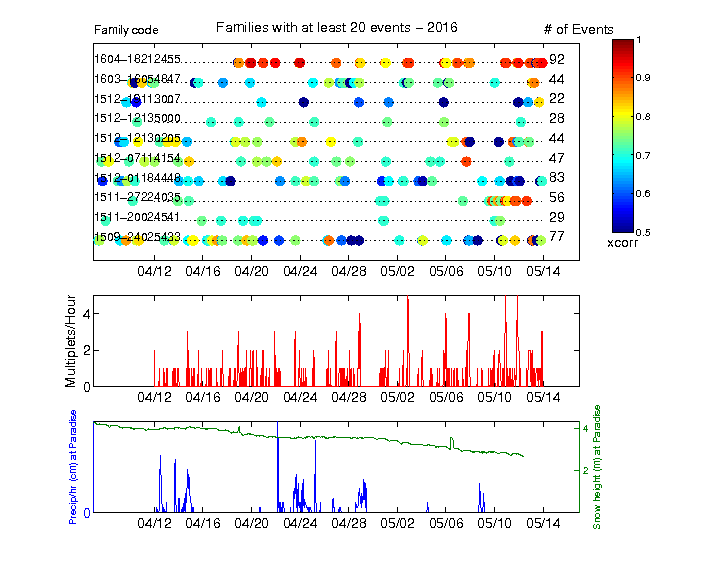 Family code Families with at least 20 events − 2016 # of Events
1604−18212455 92
1603−16054847 44
1512−19113007 22
1512−12135000 28
1512−12130205 44
1512−07114154 47
1512−01184448 83
1511−27224035 56
1511−20024541 29
1509−24025433 77
04/12 04/16 04/20 04/24 04/28 05/02 05/06 05/10 05/14
1
0.9
0.8
0.7
0.6
0.5
xcorr
Multiplets/Hour
4
2
0
04/12 04/16 04/20 04/24 04/28 05/02 05/06 05/10 05/14
Precip/hr (cm) at Paradise
0
4
2
Snow height (m) at Paradise
04/12 04/16 04/20 04/24 04/28 05/02 05/06 05/10 05/14